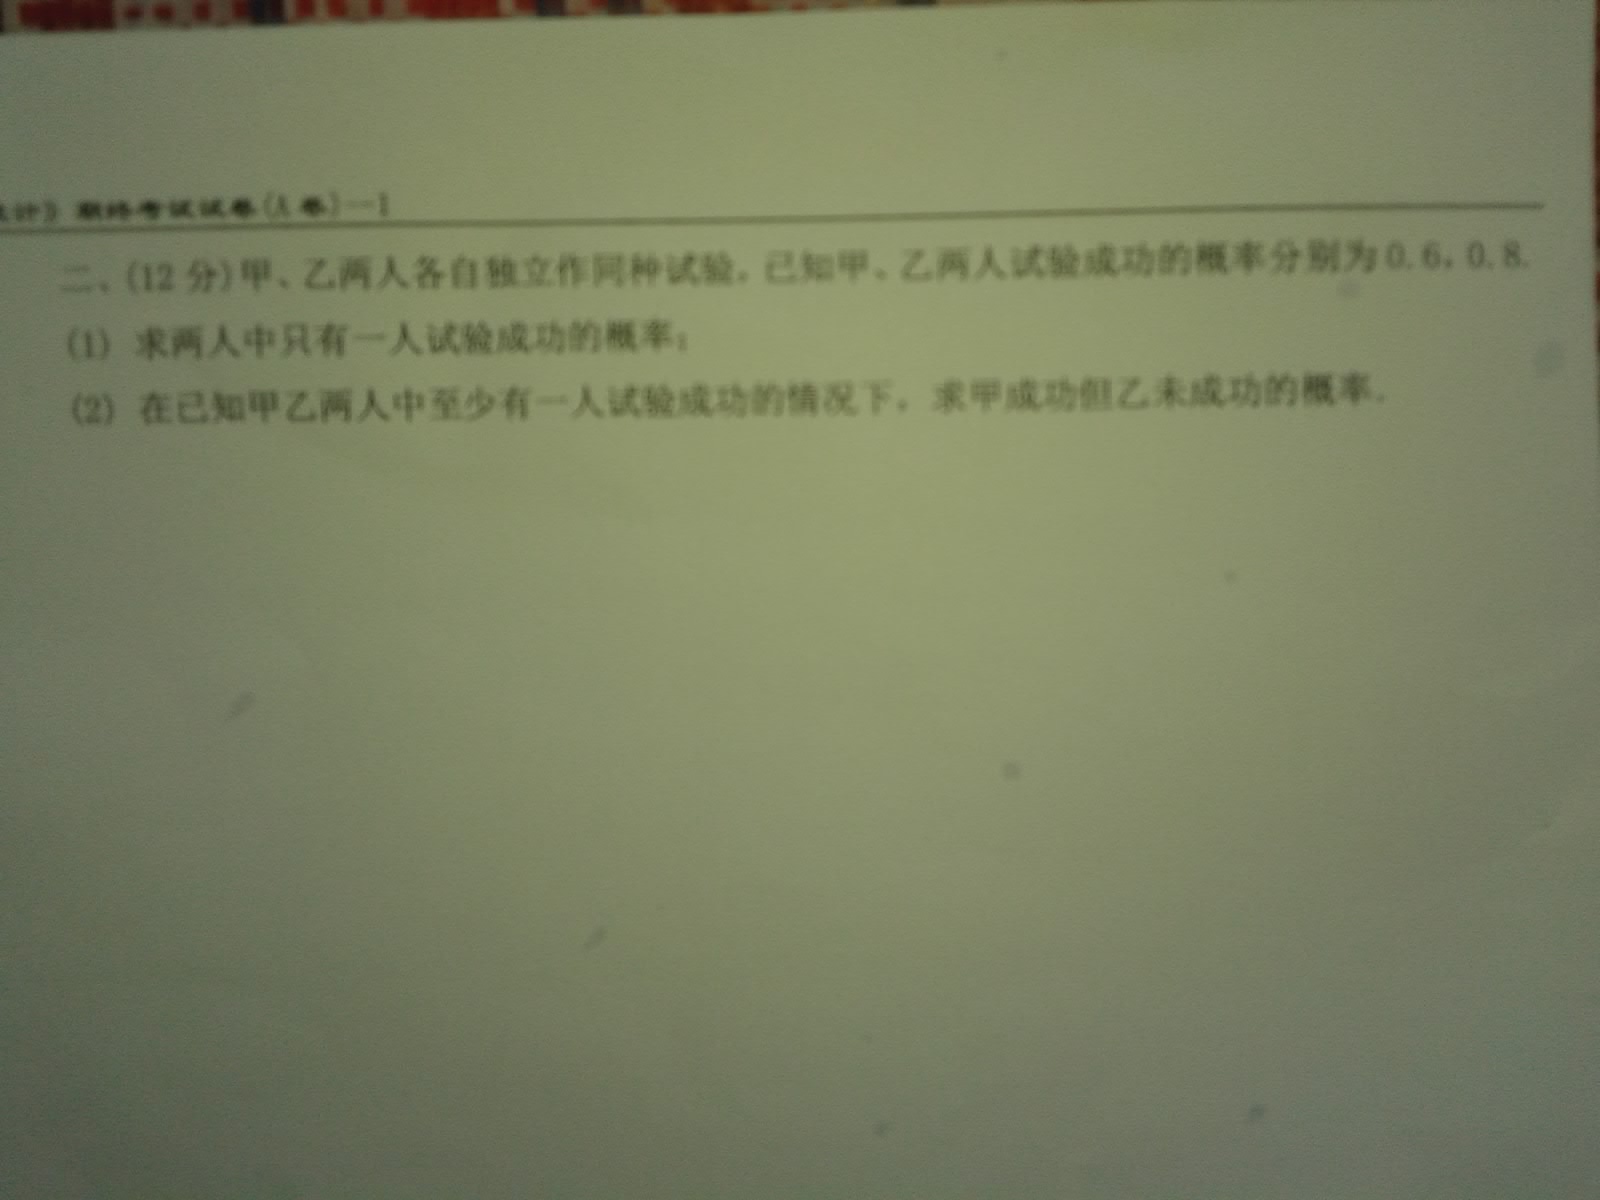 计》期终考试试卷(A卷)—1
二、(12分)甲、乙两人各自独立作同种试验，已知甲、乙两人试验成功的概率分别为0.6，0.8.
(1) 求两人中只有一人试验成功的概率；
(2) 在已知甲乙两人中至少有一人试验成功的情况下，求甲成功但乙未成功的概率.